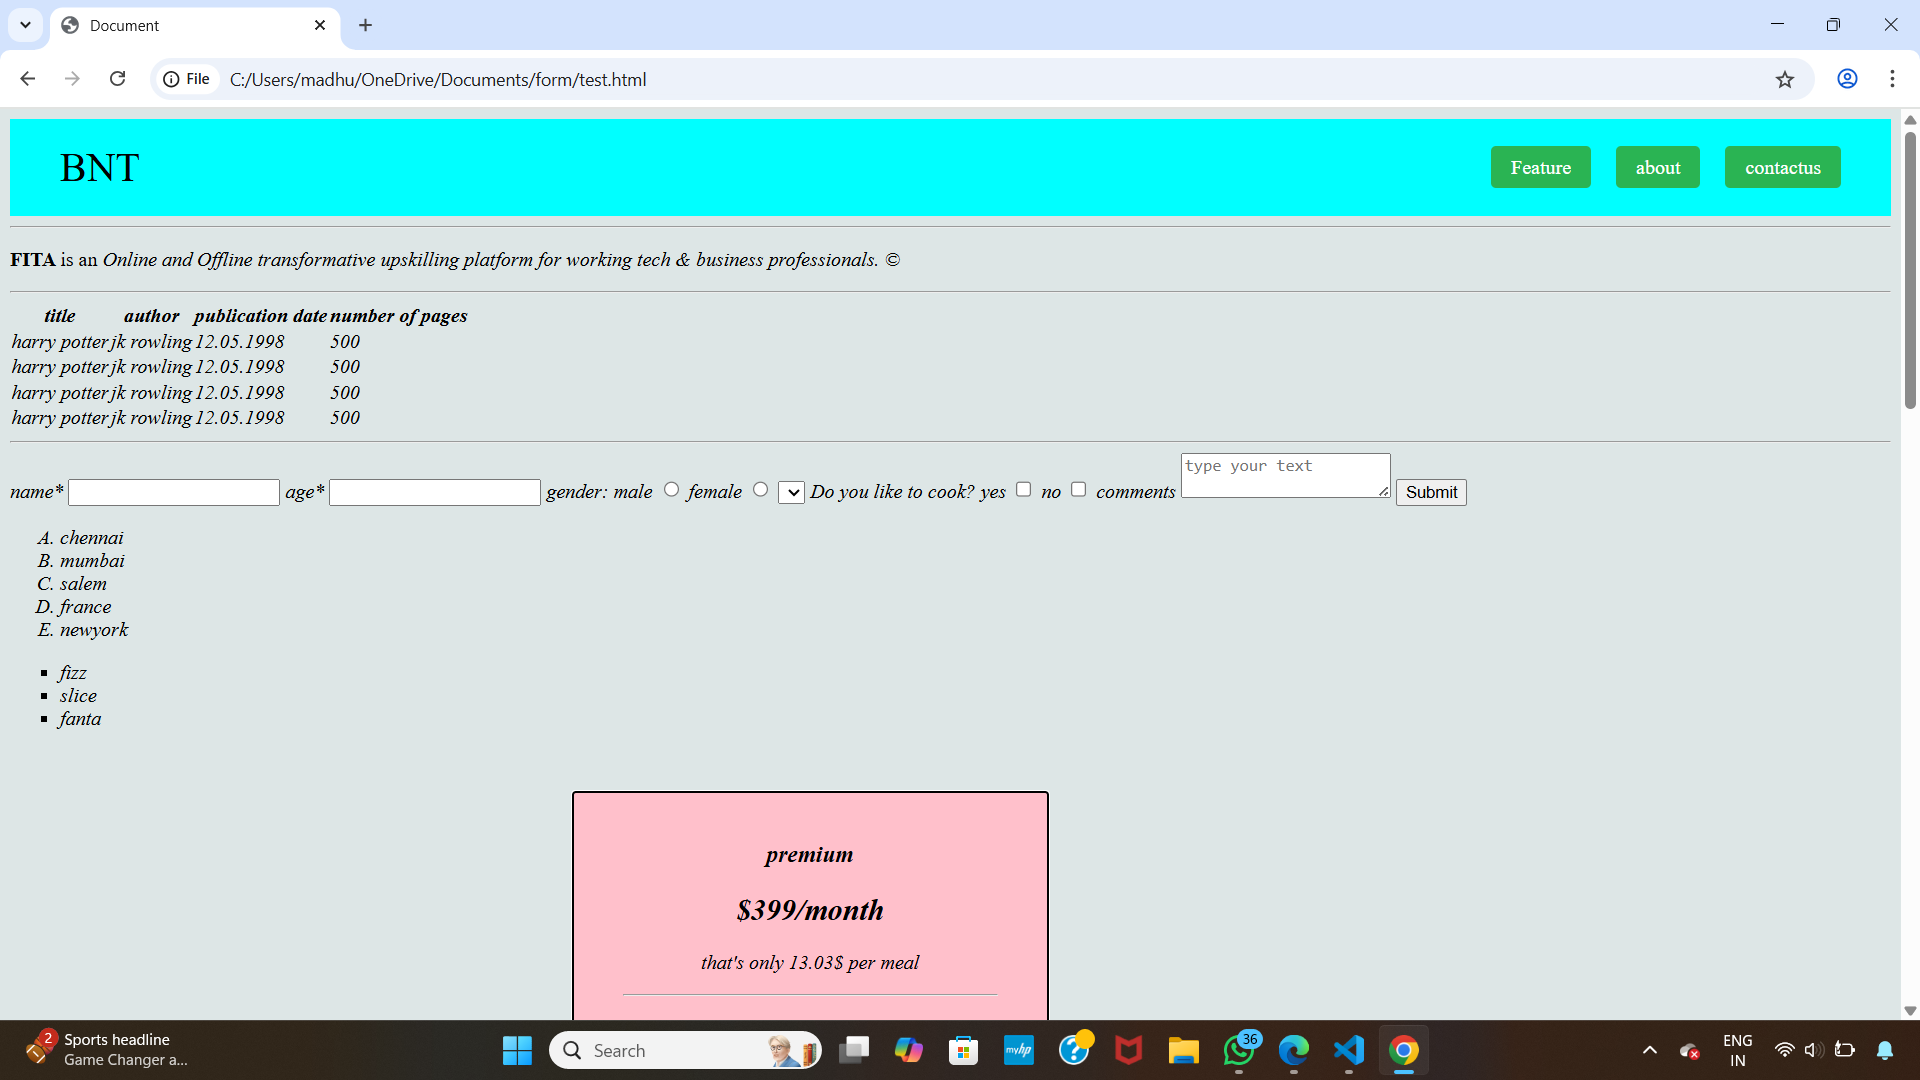 Document
File C:/Users/madhu/OneDrive/Documents/form/test.html
BNT Feature about contactus
FITA is an Online and Offline transformative upskilling platform for working tech & business professionals. ©
title author publication date number of pages
harry potter jk rowling 12.05.1998 500
harry potter jk rowling 12.05.1998 500
harry potter jk rowling 12.05.1998 500
harry potter jk rowling 12.05.1998 500
name* age* gender: male female Do you like to cook? yes no comments type your text Submit
A. chennai
B. mumbai
C. salem
D. france
E. newyork
fizz
slice
fanta
premium
$399/month
that's only 13.03$ per meal
2 Sports headline
Game Changer a...
Search
myhp
36
ENG
IN